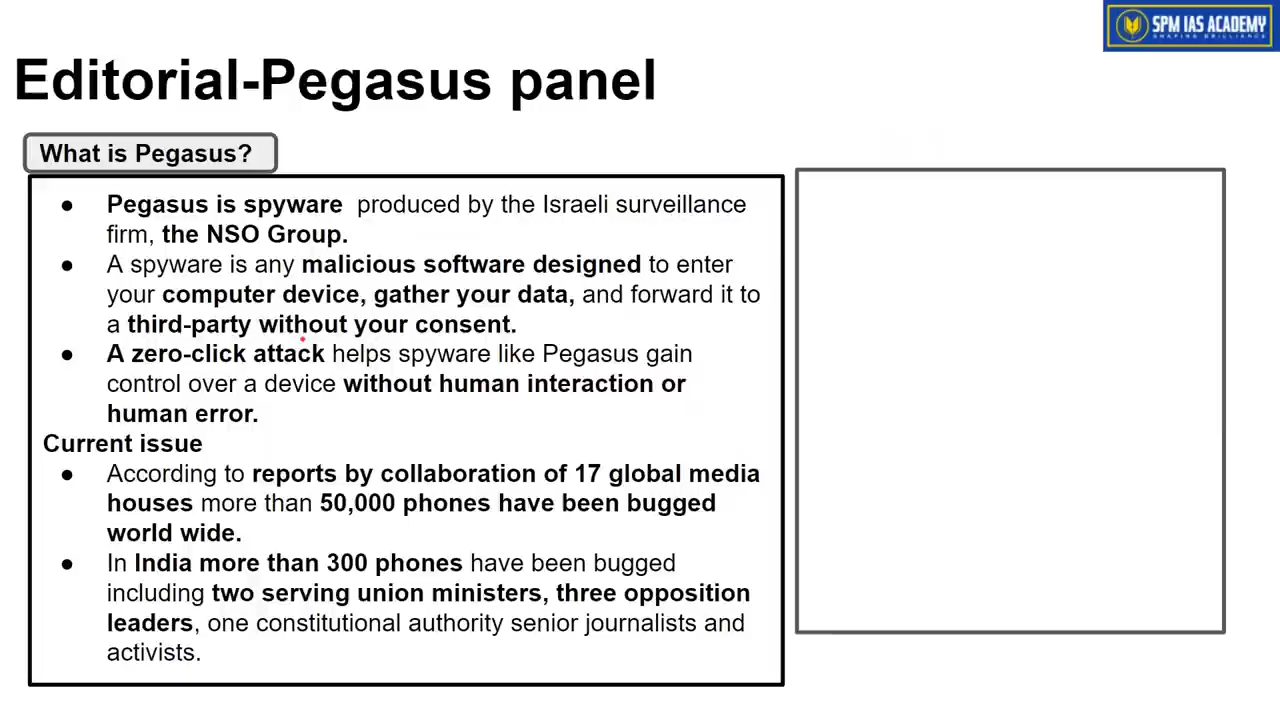 SPM IAS ACADEMY
SHAPING BRILLIANCE
Editorial-Pegasus panel
What is Pegasus?
● Pegasus is spyware produced by the Israeli surveillance
firm, the NSO Group.
● A spyware is any malicious software designed to enter
your computer device, gather your data, and forward it to
a third-party without your consent.
● A zero-click attack helps spyware like Pegasus gain
control over a device without human interaction or
human error.
Current issue
● According to reports by collaboration of 17 global media
houses more than 50,000 phones have been bugged
world wide.
● In India more than 300 phones have been bugged
including two serving union ministers, three opposition
leaders, one constitutional authority senior journalists and
activists.